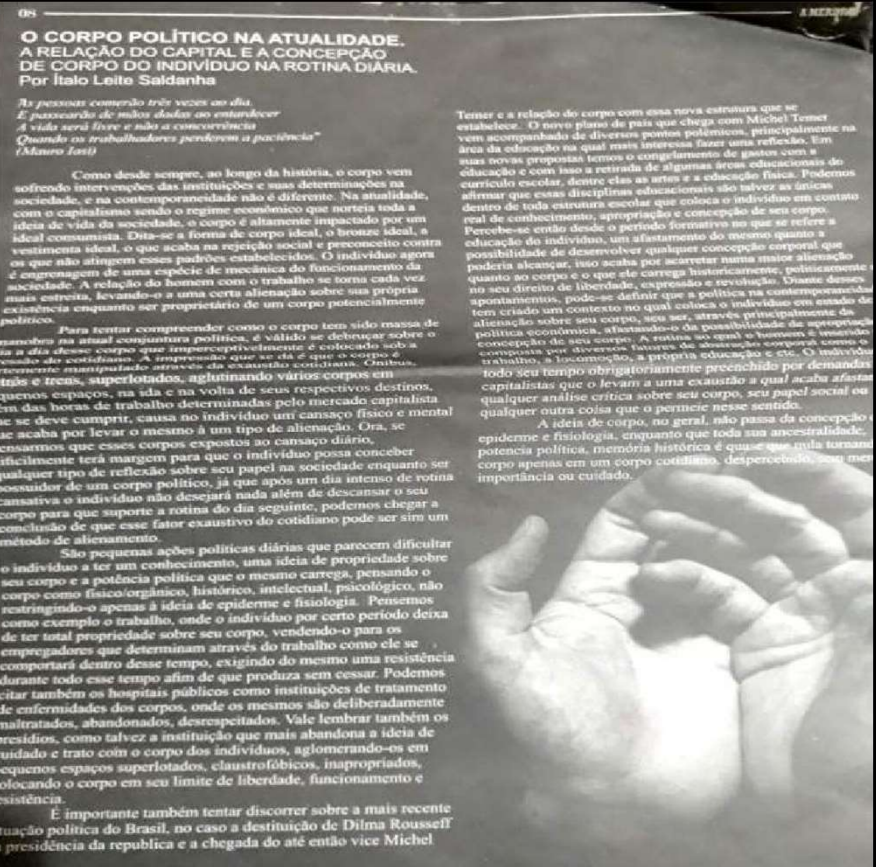 08
O CORPO POLÍTICO NA ATUALIDADE.
A RELAÇÃO DO CAPITAL E A CONCEPÇÃO
DE CORPO DO INDIVÍDUO NA ROTINA DIÁRIA.
Por Ítalo Leite Saldanha
As pessoas comerão três vezes ao dia
E passearão de mãos dadas ao entardecer
A vida será livre e não a concorrência
Quando os trabalhadores perderem a paciência"
(Mauro Iasi)
Como desde sempre, ao longo da história, o corpo vem
sofrendo intervenções das instituições e suas determinações na
sociedade, e na contemporaneidade não é diferente. Na atualidade,
com o capitalismo sendo o regime econômico que norteia toda a
ideia de vida da sociedade, o corpo é altamente impactado por um
ideal consumista. Dita-se a forma de corpo ideal, o bronze ideal, a
vestimenta ideal, o que acaba na rejeição social e preconceito contra
os que não atingem esses padrões estabelecidos. O indivíduo agora
é engrenagem de uma espécie de mecânica do funcionamento da
sociedade. A relação do homem com o trabalho se torna cada vez
mais estreita, levando-o a uma certa alienação sobre sua própria
existência enquanto ser proprietário de um corpo potencialmente
político.
Para tentar compreender como o corpo tem sido massa de
manobra na atual conjuntura política, é válido se debruçar sobre o
dia a dia desse corpo que imperceptivelmente é colocado sob a
do cotidiano. A impressão que se dá é que o corpo é
manipulado através da exaustão cotidiana. Ônibus,
trens, superlotados, aglutinando vários corpos em
quenos espaços, na ida e na volta de seus respectivos destinos,
ém das horas de trabalho determinadas pelo mercado capitalista
ue se deve cumprir, causa no indivíduo um cansaço físico e mental
ue acaba por levar o mesmo à um tipo de alienação. Ora, se
ensarmos que esses corpos expostos ao cansaço diário,
ificilmente terá margem para que o indivíduo possa conceber
qualquer tipo de reflexão sobre seu papel na sociedade enquanto ser
possuidor de um corpo político, já que após um dia intenso de rotina
cansativa o indivíduo não desejará nada além de descansar o seu
corpo para que suporte a rotina do dia seguinte, podemos chegar a
conclusão de que esse fator exaustivo do cotidiano pode ser sim um
método de alienamento.
São pequenas ações políticas diárias que parecem dificultar
o indivíduo a ter um conhecimento, uma ideia de propriedade sobre
seu corpo e a potência política que o mesmo carrega, pensando o
corpo como físico/orgânico, histórico, intelectual, psicológico, não
restringindo-o apenas à ideia de epiderme e fisiologia. Pensemos
como exemplo o trabalho, onde o indivíduo por certo período deixa
de ter total propriedade sobre seu corpo, vendendo-o para os
empregadores que determinam através do trabalho como ele se
comportará dentro desse tempo, exigindo do mesmo uma resistência
durante todo esse tempo afim de que produza sem cessar. Podemos
citar também os hospitais públicos como instituições de tratamento
de enfermidades dos corpos, onde os mesmos são deliberadamente
maltratados, abandonados, desrespeitados. Vale lembrar também os
presídios, como talvez a instituição que mais abandona a ideia de
cuidado e trato com o corpo dos indivíduos, aglomerando-os em
equenos espaços superlotados, claustrofóbicos, inapropriados,
olocando o corpo em seu limite de liberdade, funcionamento e
esistência.
É importante também tentar discorrer sobre a mais recente
tuação política do Brasil, no caso a destituição de Dilma Rousseff
presidência da republica e a chegada do até então vice Michel
Temer e a relação do corpo com essa nova estrutura que se
estabelece. O novo plano de país que chega com Michel Temer
vem acompanhado de diversos pontos polêmicos, principalmente na
área da educação na qual mais interessa fazer uma reflexão. Em
suas novas propostas temos o congelamento de gastos com a
educação e com isso a retirada de algumas áreas educacionais do
currículo escolar, dentre elas as artes e a educação física. Podemos
afirmar que essas disciplinas educacionais são talvez as únicas
dentro de toda estrutura escolar que coloca o indivíduo em contato
real de conhecimento, apropriação e concepção de seu corpo.
Percebe-se então desde o período formativo no que se refere a
educação do indivíduo, um afastamento do mesmo quanto a
possibilidade de desenvolver qualquer concepção corporal que
poderia alcançar, isso acaba por acarretar numa maior alienação
quanto ao corpo e o que ele carrega historicamente, politicamente
no seu direito de liberdade, expressão e revolução. Diante desses
apontamentos, pode-se definir que a política na contemporaneida
tem criado um contexto no qual coloca o indivíduo em estado de
alienação sobre seu corpo, seu ser, através principalmente da
política econômica, afastando-o da possibilidade de apropriação
concepção de seu corpo. A rotina ao qual o homem é submetido
composta por diversos fatores de como o
trabalho, a locomoção, a própria educação e etc. O indivíduo
todo seu tempo obrigatoriamente preenchido por demandas
capitalistas que o levam a uma exaustão a qual acaba afastan
qualquer análise crítica sobre seu corpo, seu papel social ou
qualquer outra coisa que o permeie nesse sentido.
A ideia de corpo, no geral, não passa da concepção
epiderme e fisiologia, enquanto que toda sua ancestralidade,
potencia política, memória histórica é quase que nula tornand
corpo apenas em um corpo cotidiano, despercebido, sem men
importância ou cuidado.